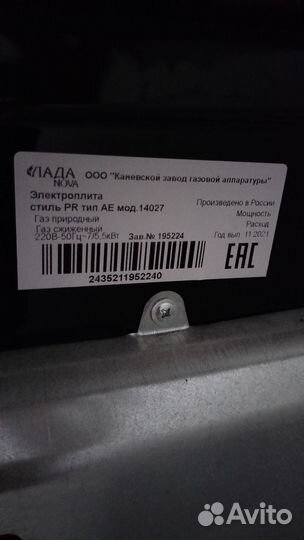 ЛАДА ООО "Каневской завод газовой аппаратуры"
NOVA
Электроплита
стиль PR тип АЕ мод.14027
Газ природный
Газ сжиженный
220В-50Гц~7/5,5кВт Зав.№ 195224
Произведено в России
Мощность
Расход
Год вып. 11.2021
EAC
2435211952240
Avito